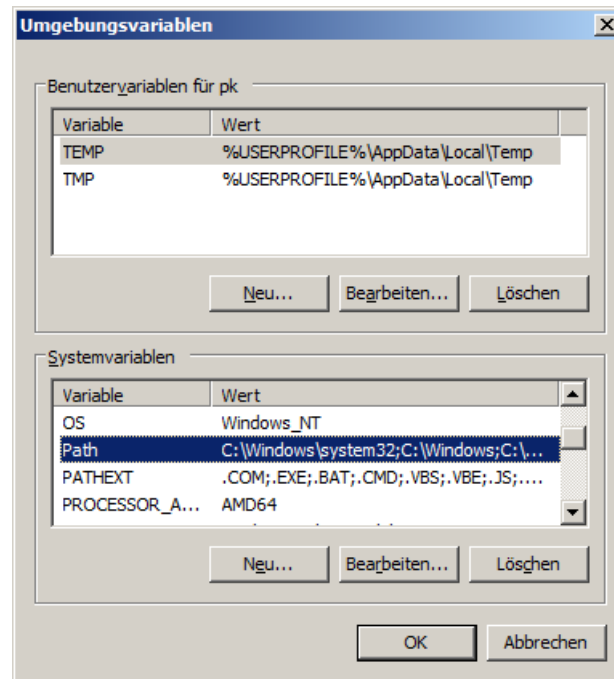 Umgebungsvariablen
Benutzervariablen für pk
Variable Wert
TEMP %USERPROFILE%\AppData\Local\Temp
TMP %USERPROFILE%\AppData\Local\Temp
Neu... Bearbeiten... Löschen
Systemvariablen
Variable Wert
OS Windows_NT
Path C:\Windows\system32;C:\Windows;C:\...
PATHEXT .COM;.EXE;.BAT;.CMD;.VBS;.VBE;.JS;....
PROCESSOR_A... AMD64
Neu... Bearbeiten... Löschen
OK Abbrechen